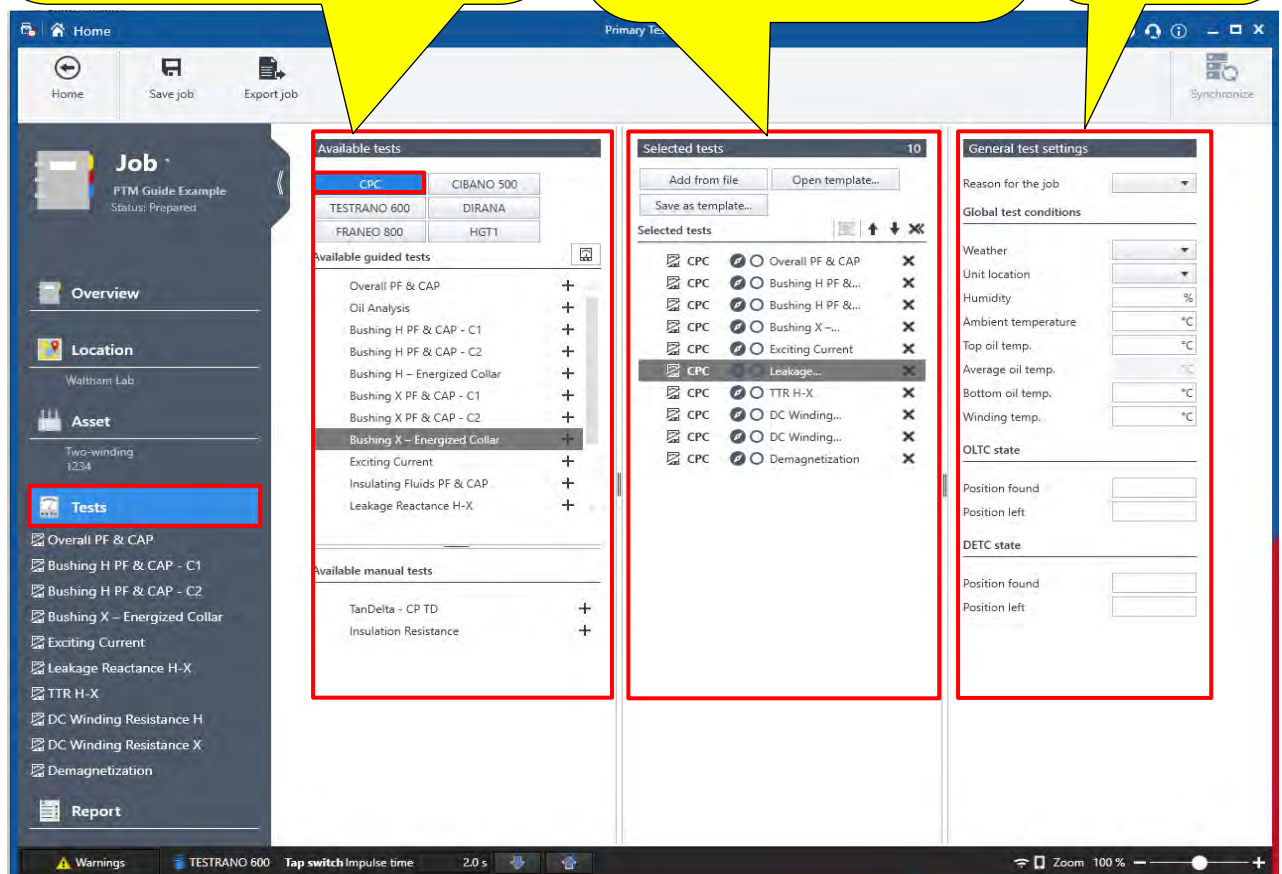 Home
Primary Te
Home
Save job
Export job
Synchronize
Job
PTM Guide Example
Status: Prepared
Overview
Location
Waltham Lab
Asset
Two-winding
1234
Tests
Overall PF & CAP
Bushing H PF & CAP - C1
Bushing H PF & CAP - C2
Bushing X – Energized Collar
Exciting Current
Leakage Reactance H-X
TTR H-X
DC Winding Resistance H
DC Winding Resistance X
Demagnetization
Report
Available tests
CPC
CIBANO 500
TESTRANO 600
DIRANA
FRANEO 800
HGT1
Available guided tests
Overall PF & CAP
Oil Analysis
Bushing H PF & CAP - C1
Bushing H PF & CAP - C2
Bushing H – Energized Collar
Bushing X PF & CAP - C1
Bushing X PF & CAP - C2
Bushing X – Energized Collar
Exciting Current
Insulating Fluids PF & CAP
Leakage Reactance H-X
Available manual tests
TanDelta - CP TD
Insulation Resistance
Selected tests 10
Add from file
Open template...
Save as template...
Selected tests
CPC Overall PF & CAP
CPC Bushing H PF &...
CPC Bushing H PF &...
CPC Bushing X –...
CPC Exciting Current
CPC Leakage...
CPC TTR H-X
CPC DC Winding...
CPC DC Winding...
CPC Demagnetization
General test settings
Reason for the job
Global test conditions
Weather
Unit location
Humidity %
Ambient temperature °C
Top oil temp. °C
Average oil temp. °C
Bottom oil temp. °C
Winding temp. °C
OLTC state
Position found
Position left
DETC state
Position found
Position left
Warnings
TESTRANO 600
Tap switch Impulse time 2.0 s
Zoom 100 %